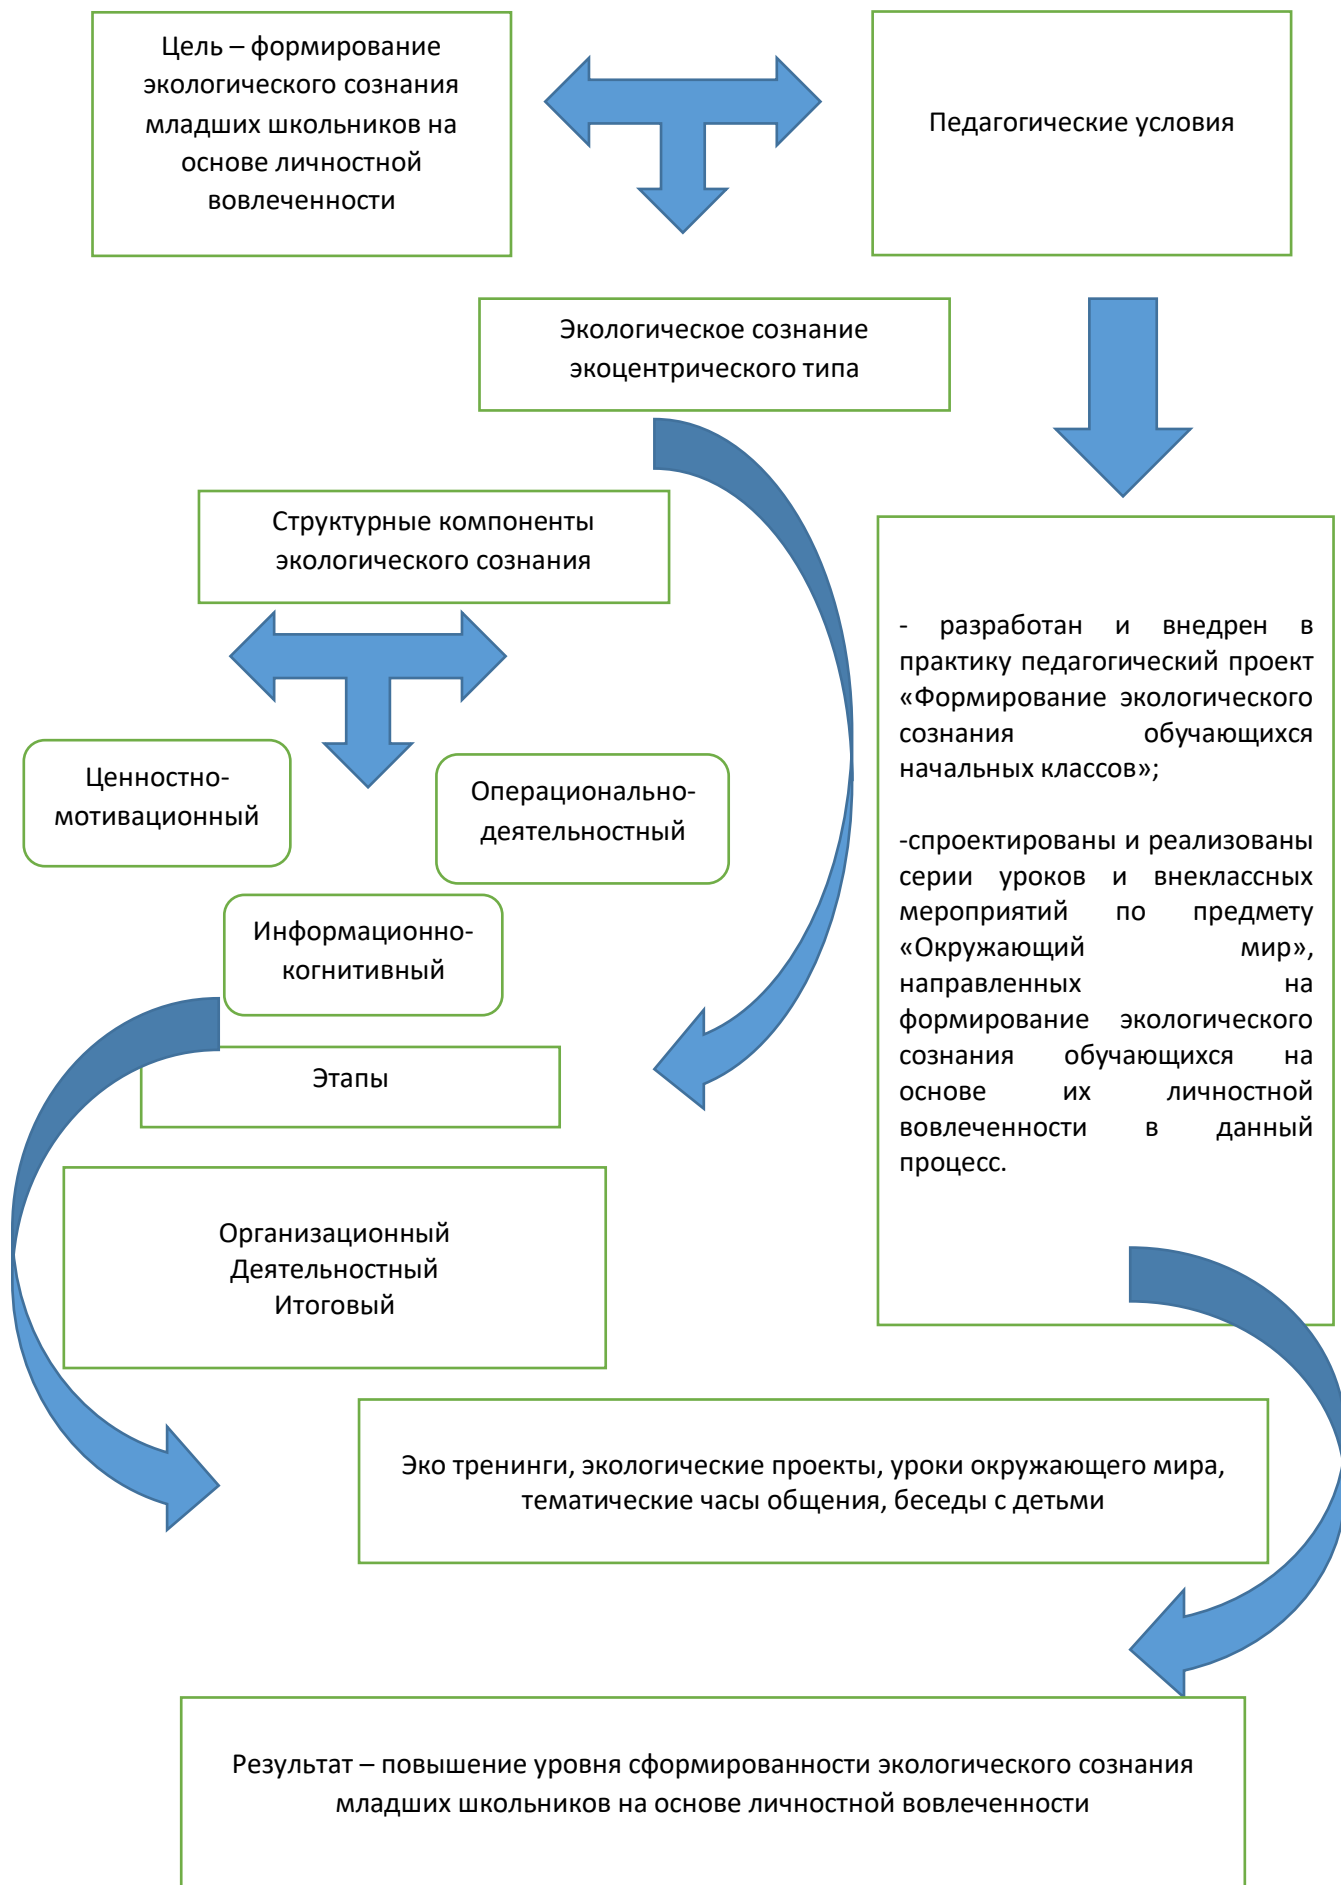 Цель – формирование
экологического сознания
младших школьников на
основе личностной
вовлеченности
Педагогические условия
Экологическое сознание
экоцентрического типа
Структурные компоненты
экологического сознания
Ценностно-
мотивационный
Операционально-
деятельностный
Информационно-
когнитивный
Этапы
Организационный
Деятельностный
Итоговый
- разработан и внедрен в
практику педагогический проект
«Формирование экологического
сознания обучающихся
начальных классов»;
-спроектированы и реализованы
серии уроков и внеклассных
мероприятий по предмету
«Окружающий мир»,
направленных на
формирование экологического
сознания обучающихся на
основе их личностной
вовлеченности в данный
процесс.
Эко тренинги, экологические проекты, уроки окружающего мира,
тематические часы общения, беседы с детьми
Результат – повышение уровня сформированности экологического сознания
младших школьников на основе личностной вовлеченности